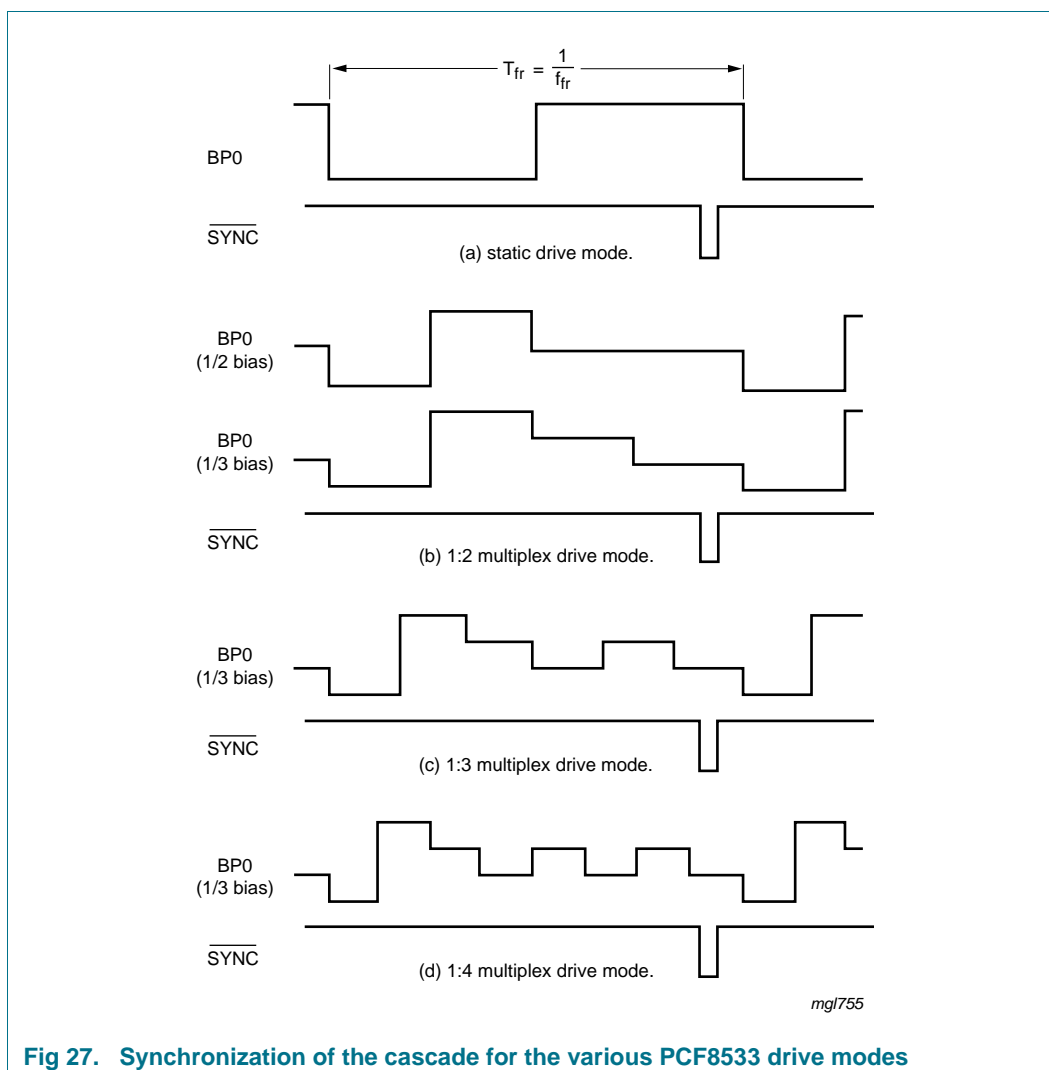 Tfr = 1/ffr
BP0
SYNC
(a) static drive mode.
BP0
(1/2 bias)
BP0
(1/3 bias)
SYNC
(b) 1:2 multiplex drive mode.
BP0
(1/3 bias)
SYNC
(c) 1:3 multiplex drive mode.
BP0
(1/3 bias)
SYNC
(d) 1:4 multiplex drive mode.
mgl755
Fig 27. Synchronization of the cascade for the various PCF8533 drive modes